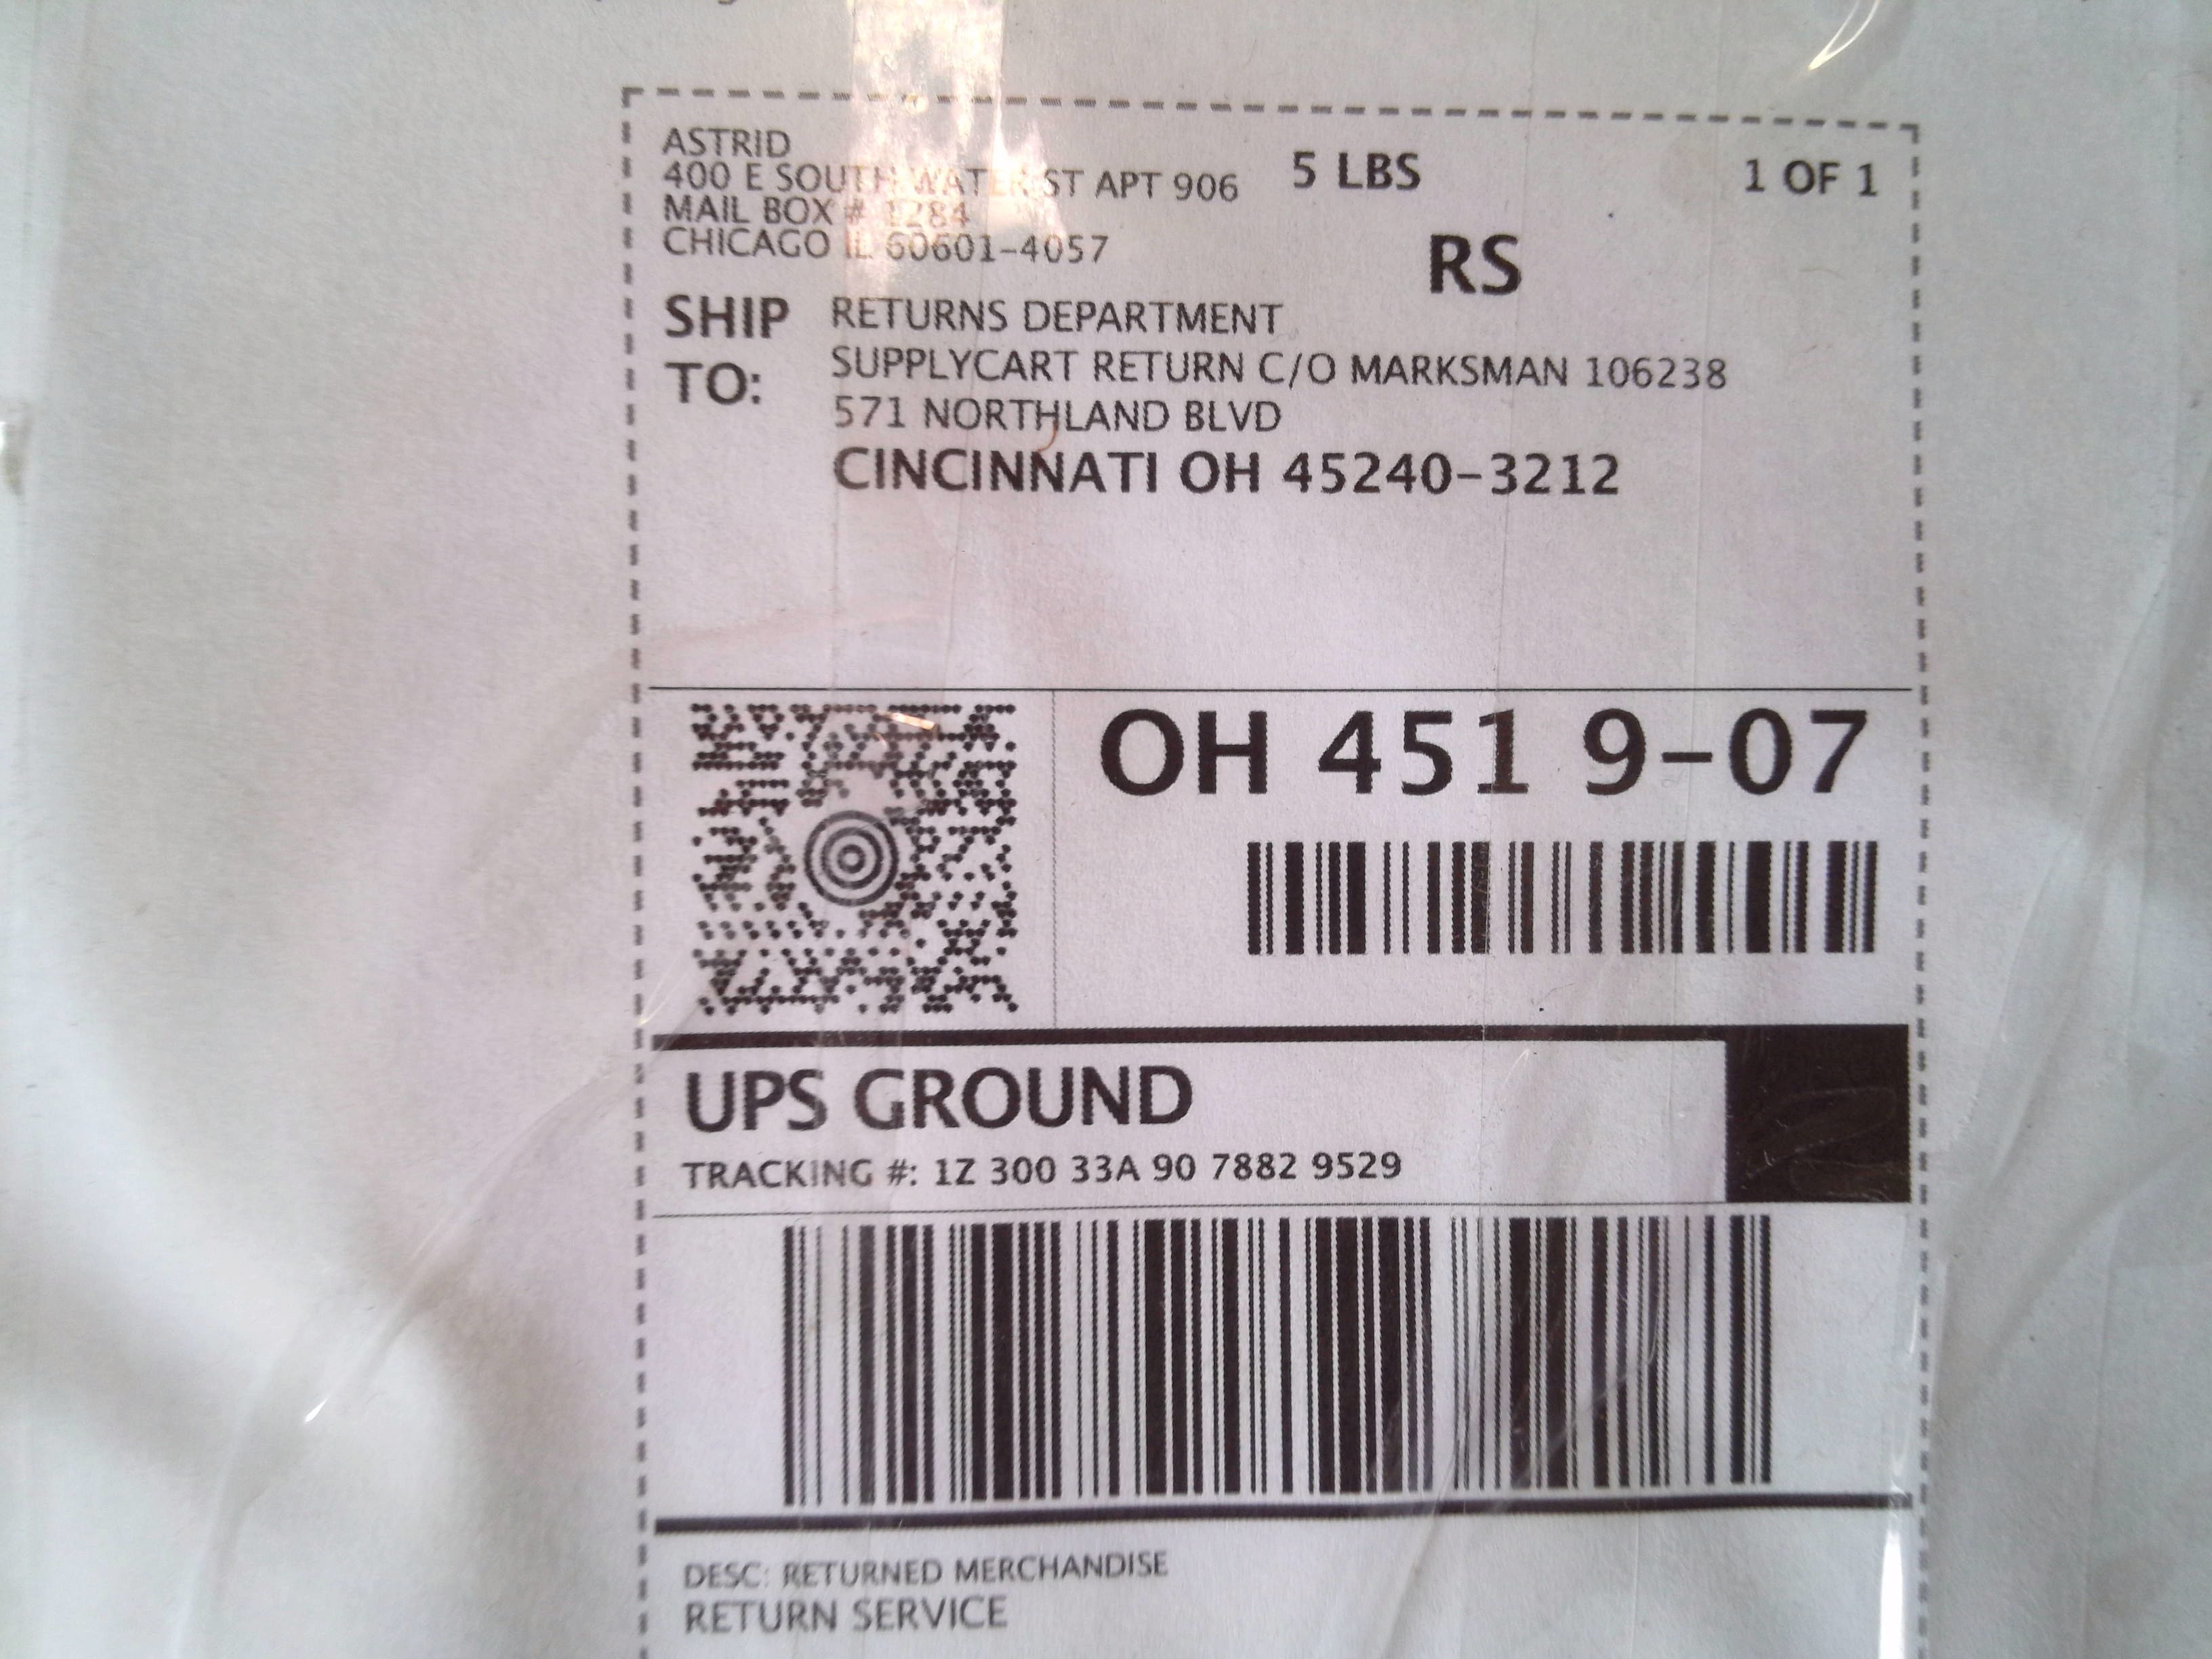 ASTRID
400 E SOUTH WATER ST APT 906
MAIL BOX # 1284
CHICAGO IL 60601-4057
5 LBS
1 OF 1
RS
SHIP TO:
RETURNS DEPARTMENT
SUPPLYCART RETURN C/O MARKSMAN 106238
571 NORTHLAND BLVD
CINCINNATI OH 45240-3212
OH 451 9-07
UPS GROUND
TRACKING #: 1Z 300 33A 90 7882 9529
DESC: RETURNED MERCHANDISE
RETURN SERVICE